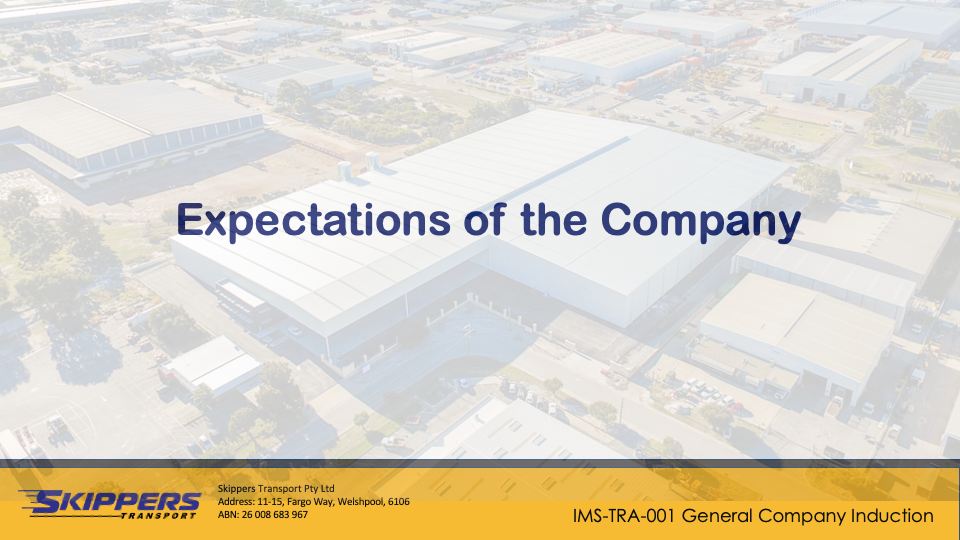 Expectations of the Company
SKIPPERS
TRANSPORT
Skippers Transport Pty Ltd
Address: 11-15, Fargo Way, Welshpool, 6106
ABN: 26 008 683 967
IMS-TRA-001 General Company Induction